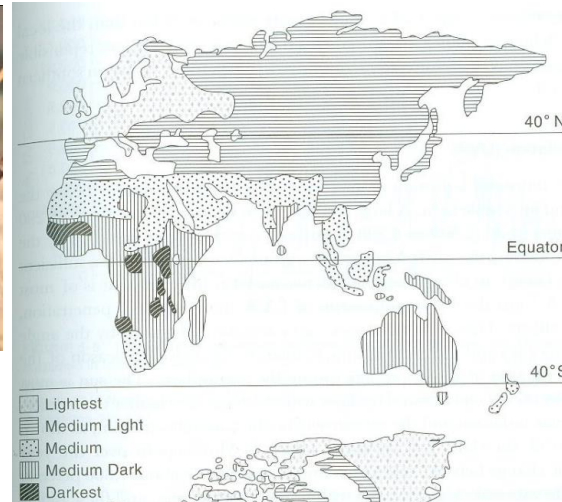 40° N
Equator
40° S
Lightest
Medium Light
Medium
Medium Dark
Darkest